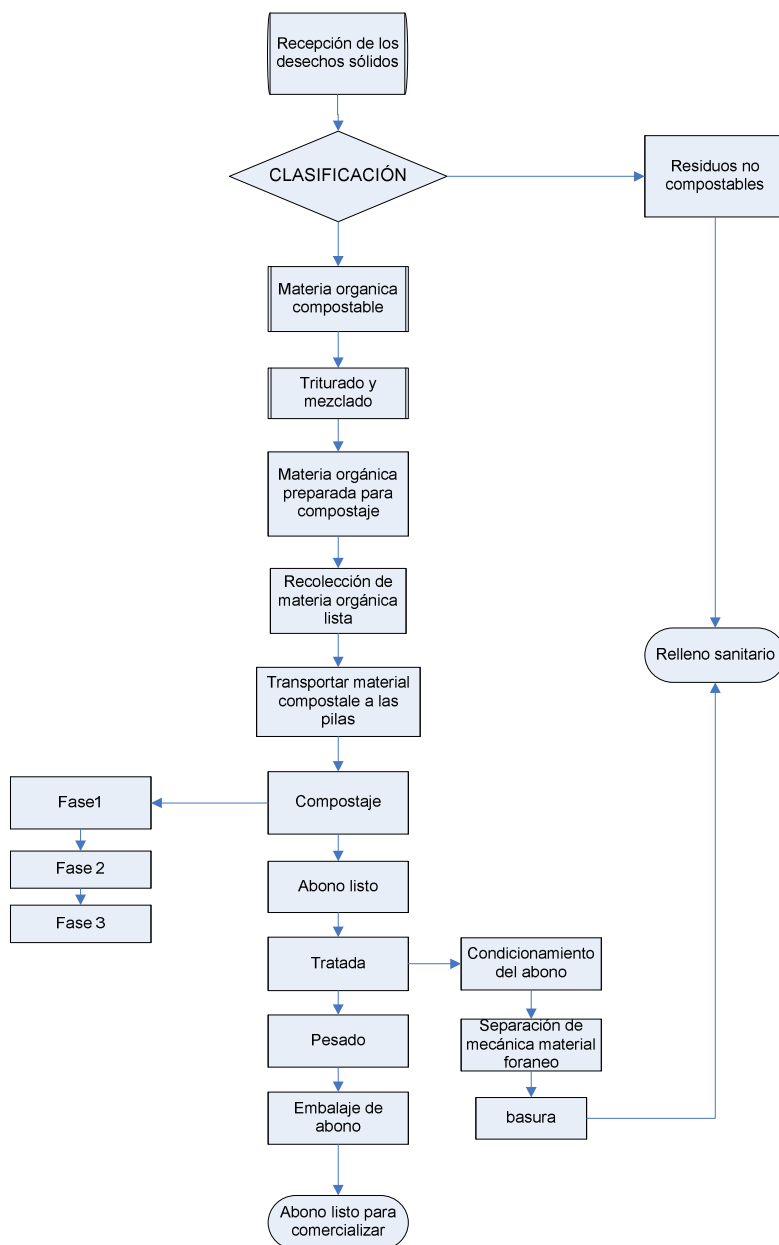 Recepción de los
desechos sólidos
CLASIFICACIÓN
Residuos no
compostables
Materia organica
compostable
Triturado y
mezclado
Materia orgánica
preparada para
compostaje
Recolección de
materia orgánica
lista
Relleno sanitario
Transportar material
compostale a las
pilas
Compostaje
Fase1
Fase 2
Fase 3
Abono listo
Tratada
Condicionamiento
del abono
Separación de
mecánica material
foraneo
basura
Pesado
Embalaje de
abono
Abono listo para
comercializar